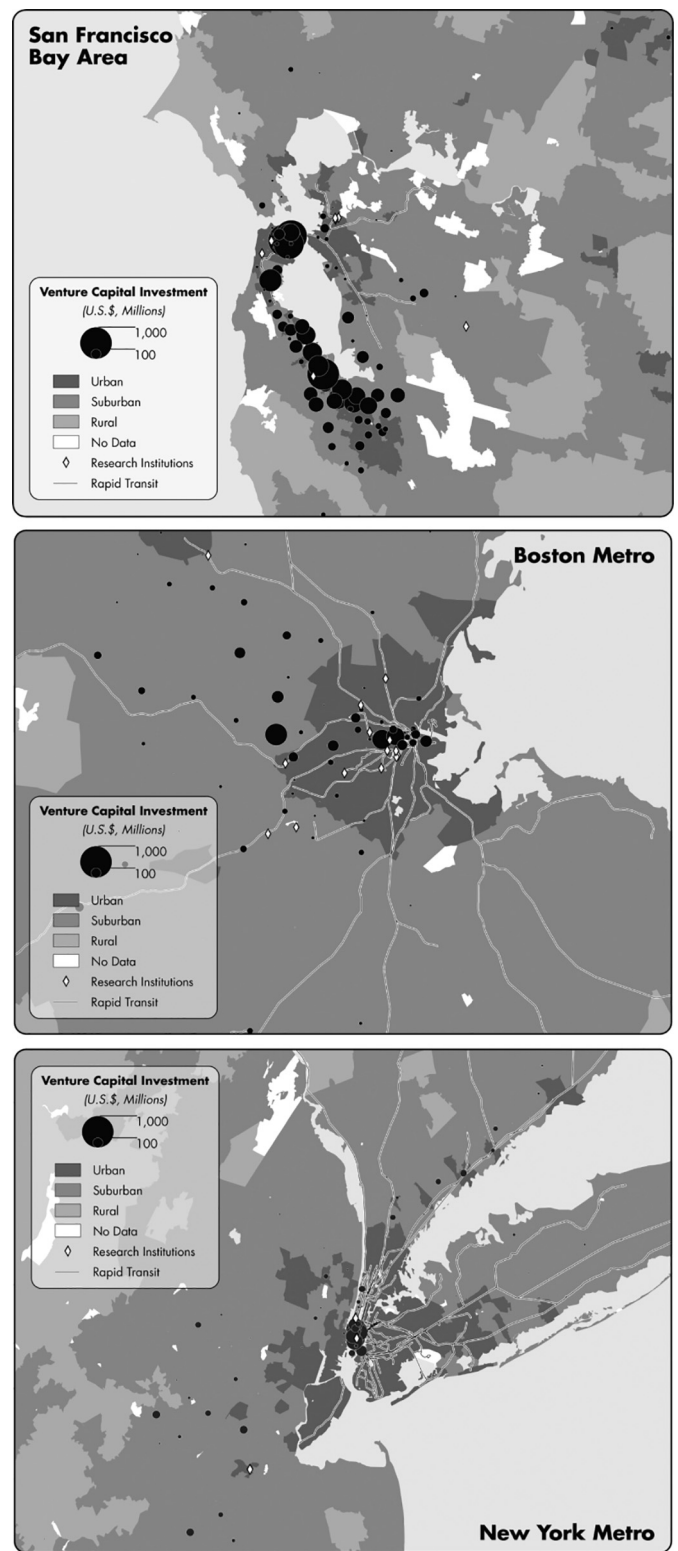 San Francisco
Bay Area
Venture Capital Investment
(U.S.$, Millions)
1,000
100
Urban
Suburban
Rural
No Data
Research Institutions
Rapid Transit
Boston Metro
Venture Capital Investment
(U.S.$, Millions)
1,000
100
Urban
Suburban
Rural
No Data
Research Institutions
Rapid Transit
Venture Capital Investment
(U.S.$, Millions)
1,000
100
Urban
Suburban
Rural
No Data
Research Institutions
Rapid Transit
New York Metro